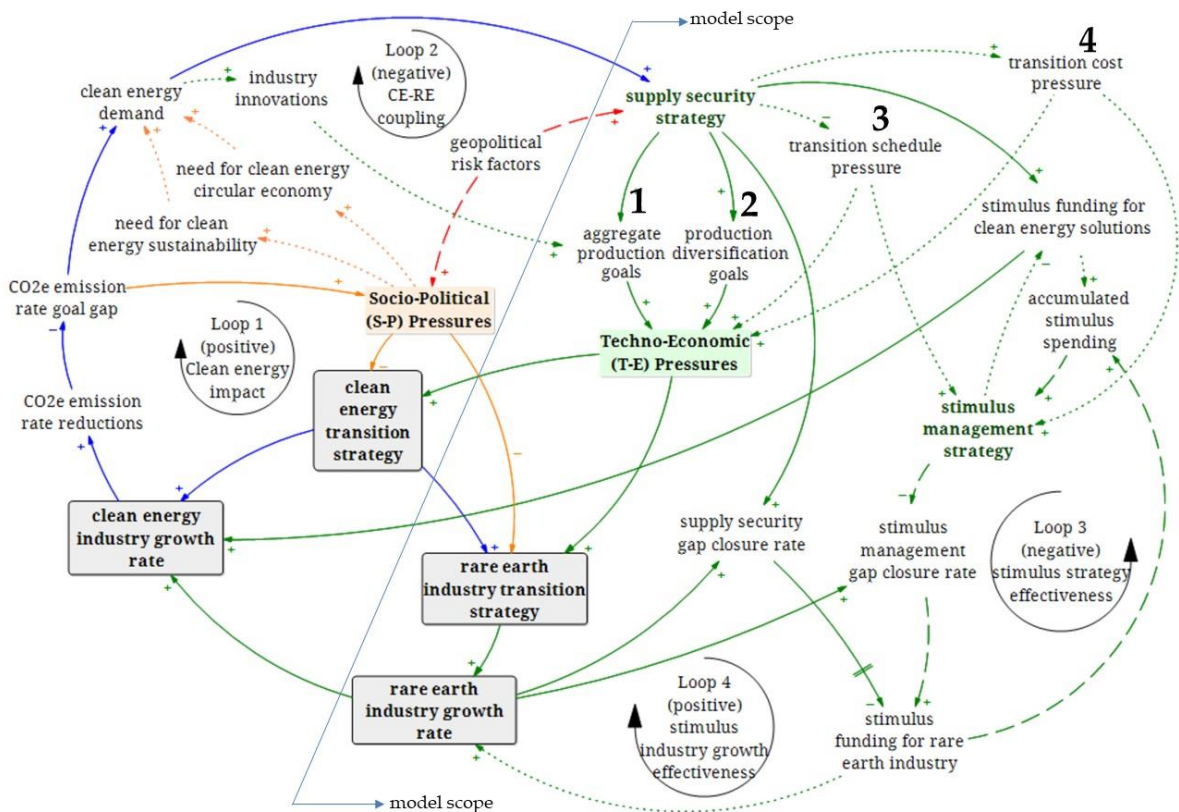 model scope
4
Loop 2
(negative)
CE-RE
coupling
industry
innovations
clean energy
demand
transition cost
pressure
supply security
strategy
3
transition schedule
pressure
geopolitical
risk factors
need for clean energy
circular economy
need for clean
energy sustainability
1
2
aggregate
production
goals
production
diversification
goals
stimulus funding for
clean energy solutions
CO2e emission
rate goal gap
Socio-Political
(S-P) Pressures
accumulated
stimulus
spending
Loop 1
(positive)
Clean energy
impact
Techno-Economic
(T-E) Pressures
clean
energy
transition
strategy
CO2e emission
rate reductions
stimulus
management
strategy
clean energy
industry growth
rate
supply security
gap closure rate
stimulus
management
gap closure rate
Loop 3
(negative)
stimulus strategy
effectiveness
rare earth
industry transition
strategy
rare earth
industry growth
rate
Loop 4
(positive)
stimulus
industry growth
effectiveness
stimulus
funding for rare
earth industry
model scope